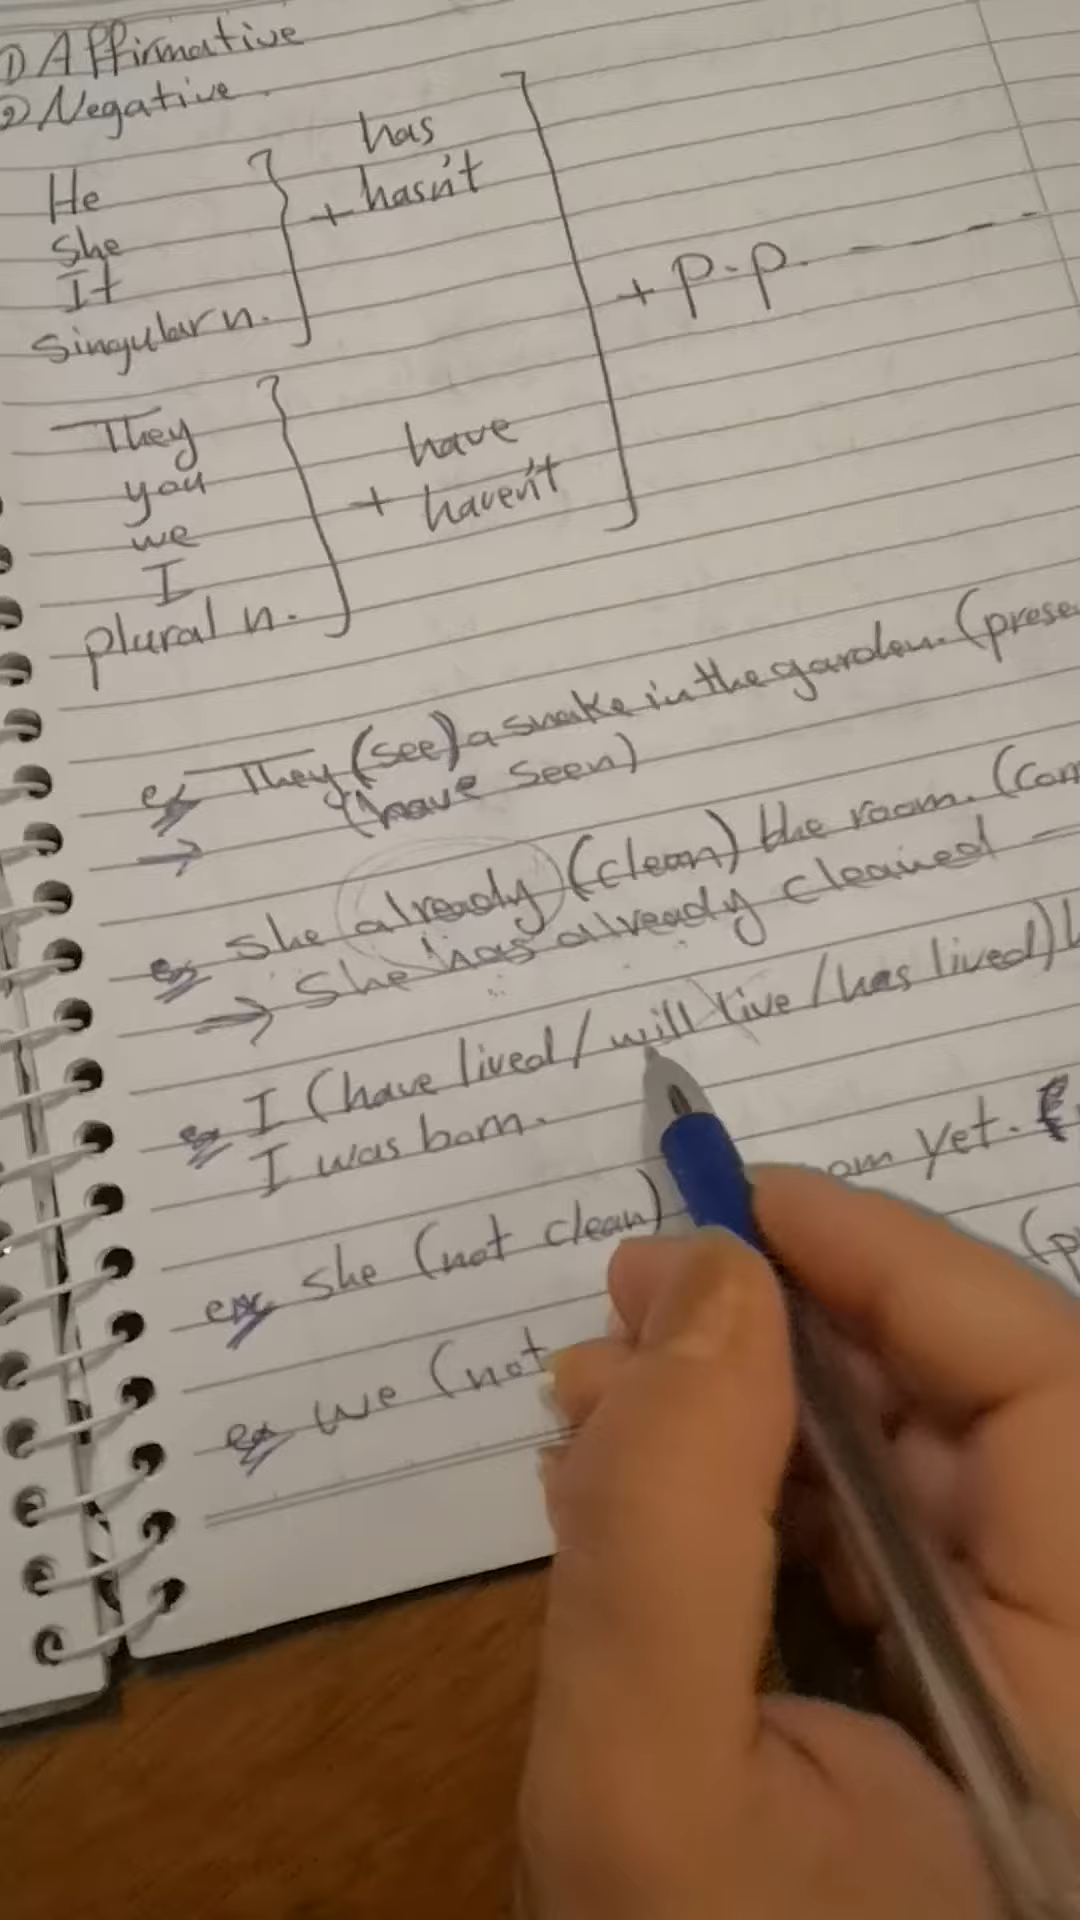 1) Affirmative
2) Negative.
has
He
+ hasn't
She
It
+ p.p.
singular n.
They
have
you
+ haven't
we
I
plural n.
ex They (see) a snake in the garden. (prese
→ (have seen)
ex she already (clean) the room. (Corr
→ She has already cleaned
ex I (have lived / will live / has lived) h
I was born.
ex she (not clean) oom yet.
ex we (not (p